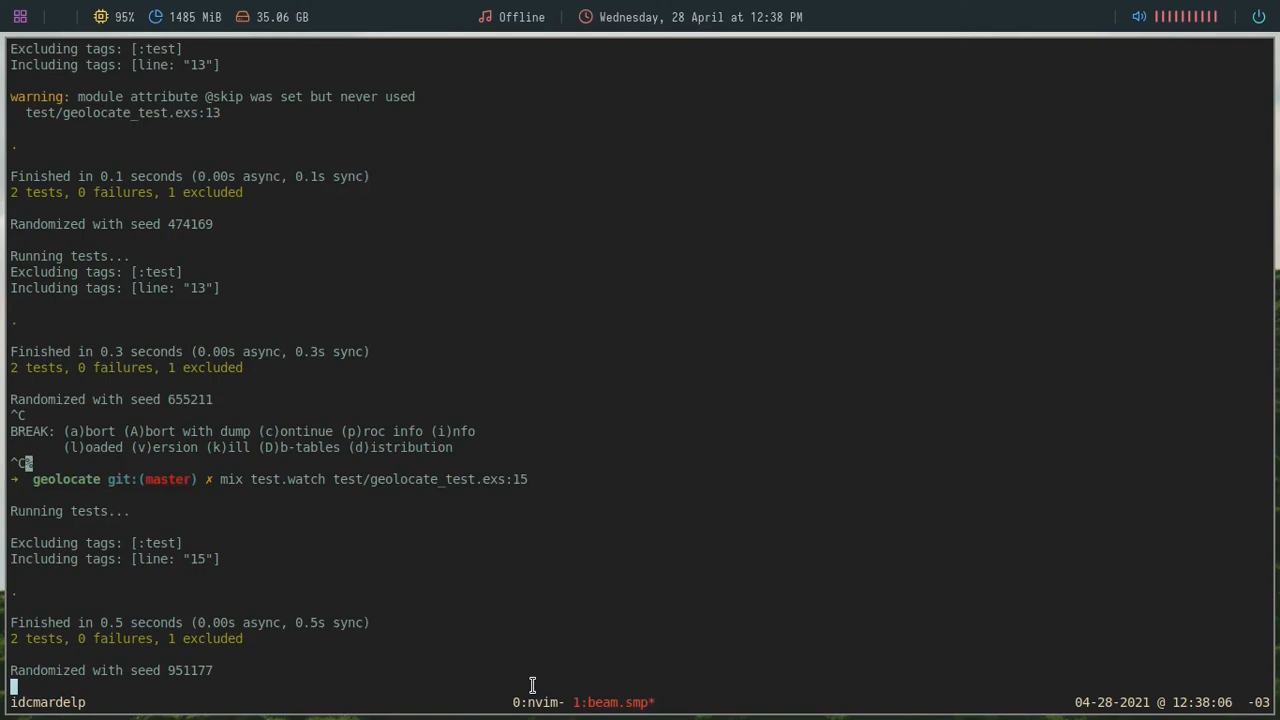 95% 1485 MiB 35.06 GB Offline Wednesday, 28 April at 12:38 PM
Excluding tags: [:test]
Including tags: [line: "13"]
warning: module attribute @skip was set but never used
test/geolocate_test.exs:13
.
Finished in 0.1 seconds (0.00s async, 0.1s sync)
2 tests, 0 failures, 1 excluded
Randomized with seed 474169
Running tests...
Excluding tags: [:test]
Including tags: [line: "13"]
.
Finished in 0.3 seconds (0.00s async, 0.3s sync)
2 tests, 0 failures, 1 excluded
Randomized with seed 655211
^C
BREAK: (a)bort (A)bort with dump (c)ontinue (p)roc info (i)nfo
(l)oaded (v)ersion (k)ill (D)b-tables (d)istribution
^C%
→ geolocate git:(master) ✗ mix test.watch test/geolocate_test.exs:15
Running tests...
Excluding tags: [:test]
Including tags: [line: "15"]
.
Finished in 0.5 seconds (0.00s async, 0.5s sync)
2 tests, 0 failures, 1 excluded
Randomized with seed 951177
idcmardelp 0:nvim- 1:beam.smp* 04-28-2021 @ 12:38:06 -03